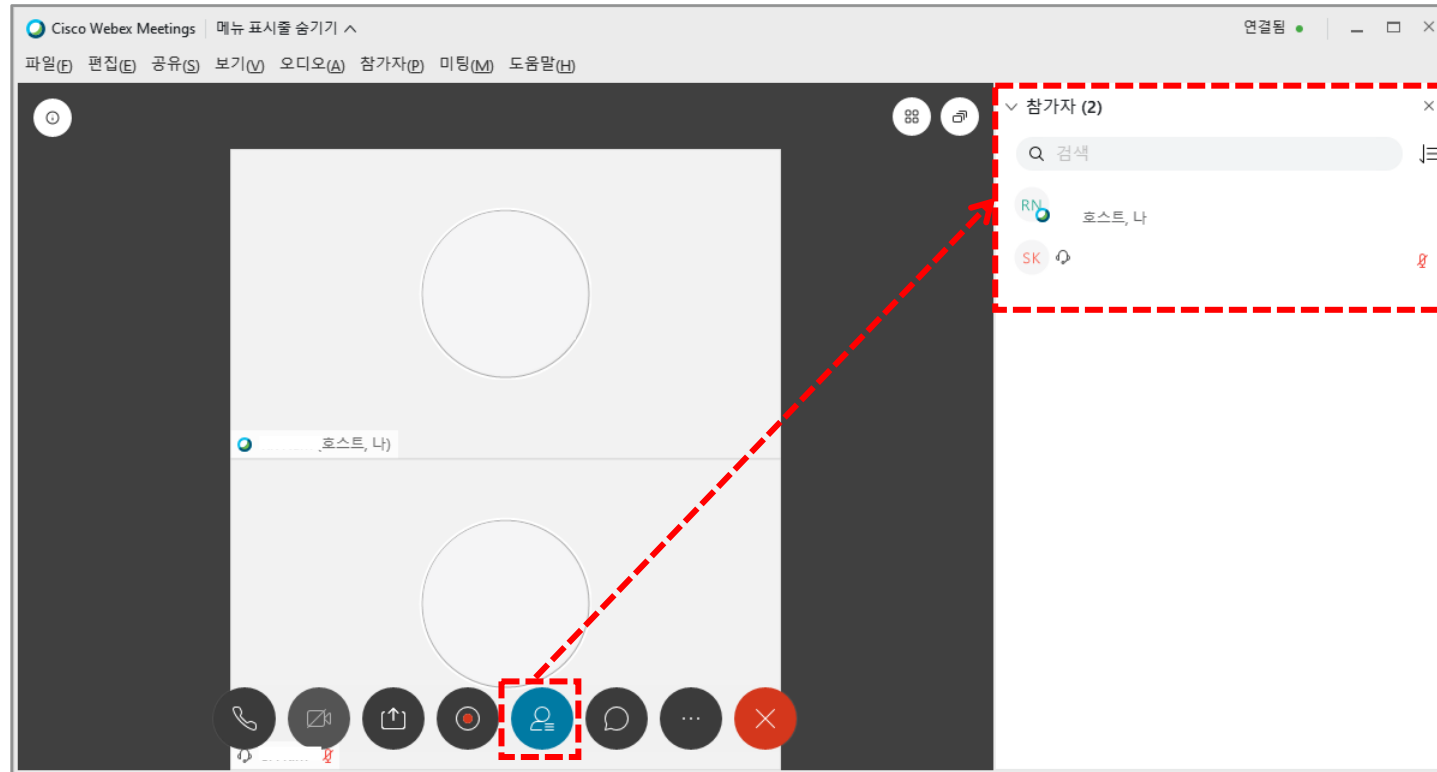 Cisco Webex Meetings 메뉴 표시줄 숨기기 연결됨
파일(F) 편집(E) 공유(S) 보기(V) 오디오(A) 참가자(P) 미팅(M) 도움말(H)
참가자 (2)
검색
RN
호스트, 나
SK
호스트, 나)